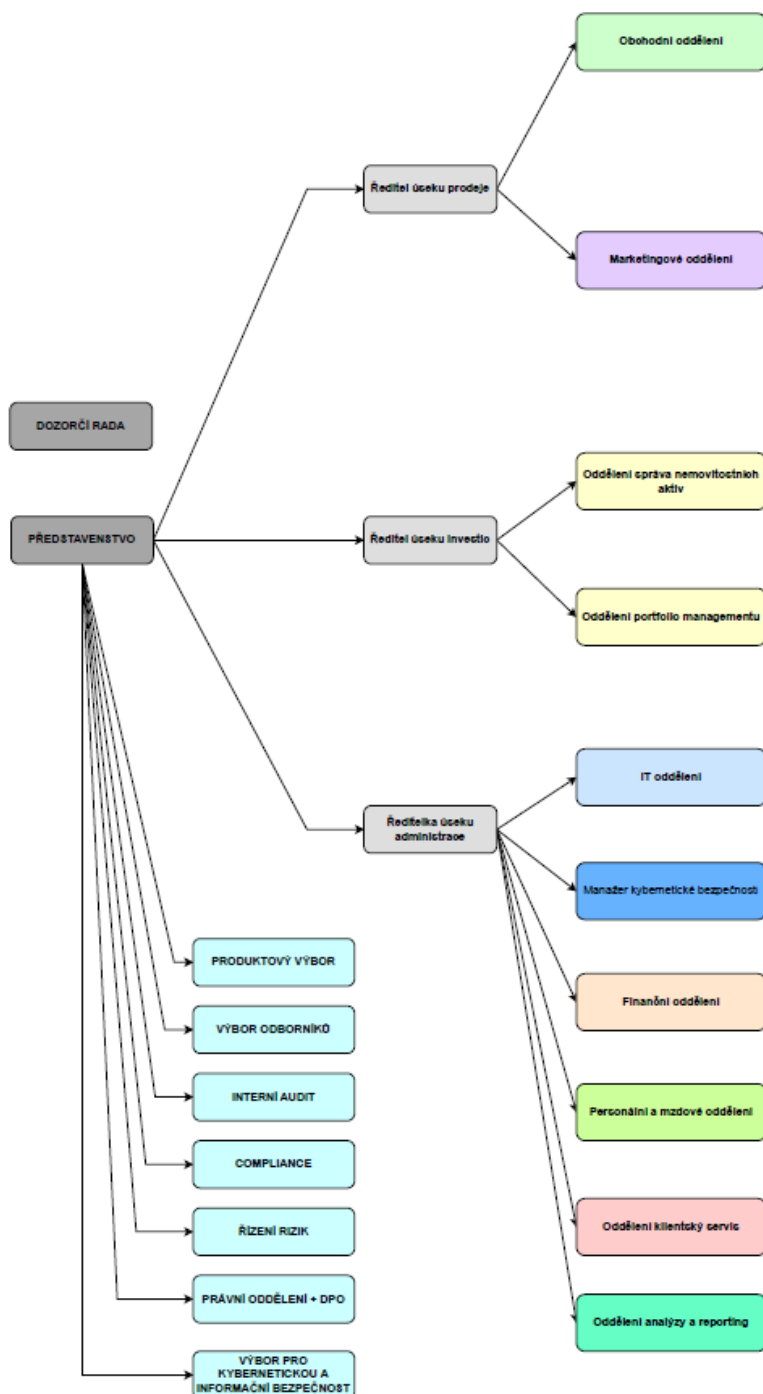 Obchodní oddělení
Ředitel úseku prodeje
Marketingové oddělení
DOZORČÍ RADA
Oddělení správa nemovitostních
aktiv
PŘEDSTAVENSTVO
Ředitel úseku investic
Oddělení portfolio managementu
IT oddělení
Ředitelka úseku
administrace
Manažer kybernetické bezpečnosti
PRODUKTOVÝ VÝBOR
Finanční oddělení
VÝBOR ODBORNÍKŮ
INTERNÍ AUDIT
Personální a mzdové oddělení
COMPLIANCE
ŘÍZENÍ RIZIK
Oddělení klientský servis
PRÁVNÍ ODDĚLENÍ + DPO
Oddělení analýzy a reporting
VÝBOR PRO
KYBERNETICKOU A
INFORMAČNÍ BEZPEČNOST